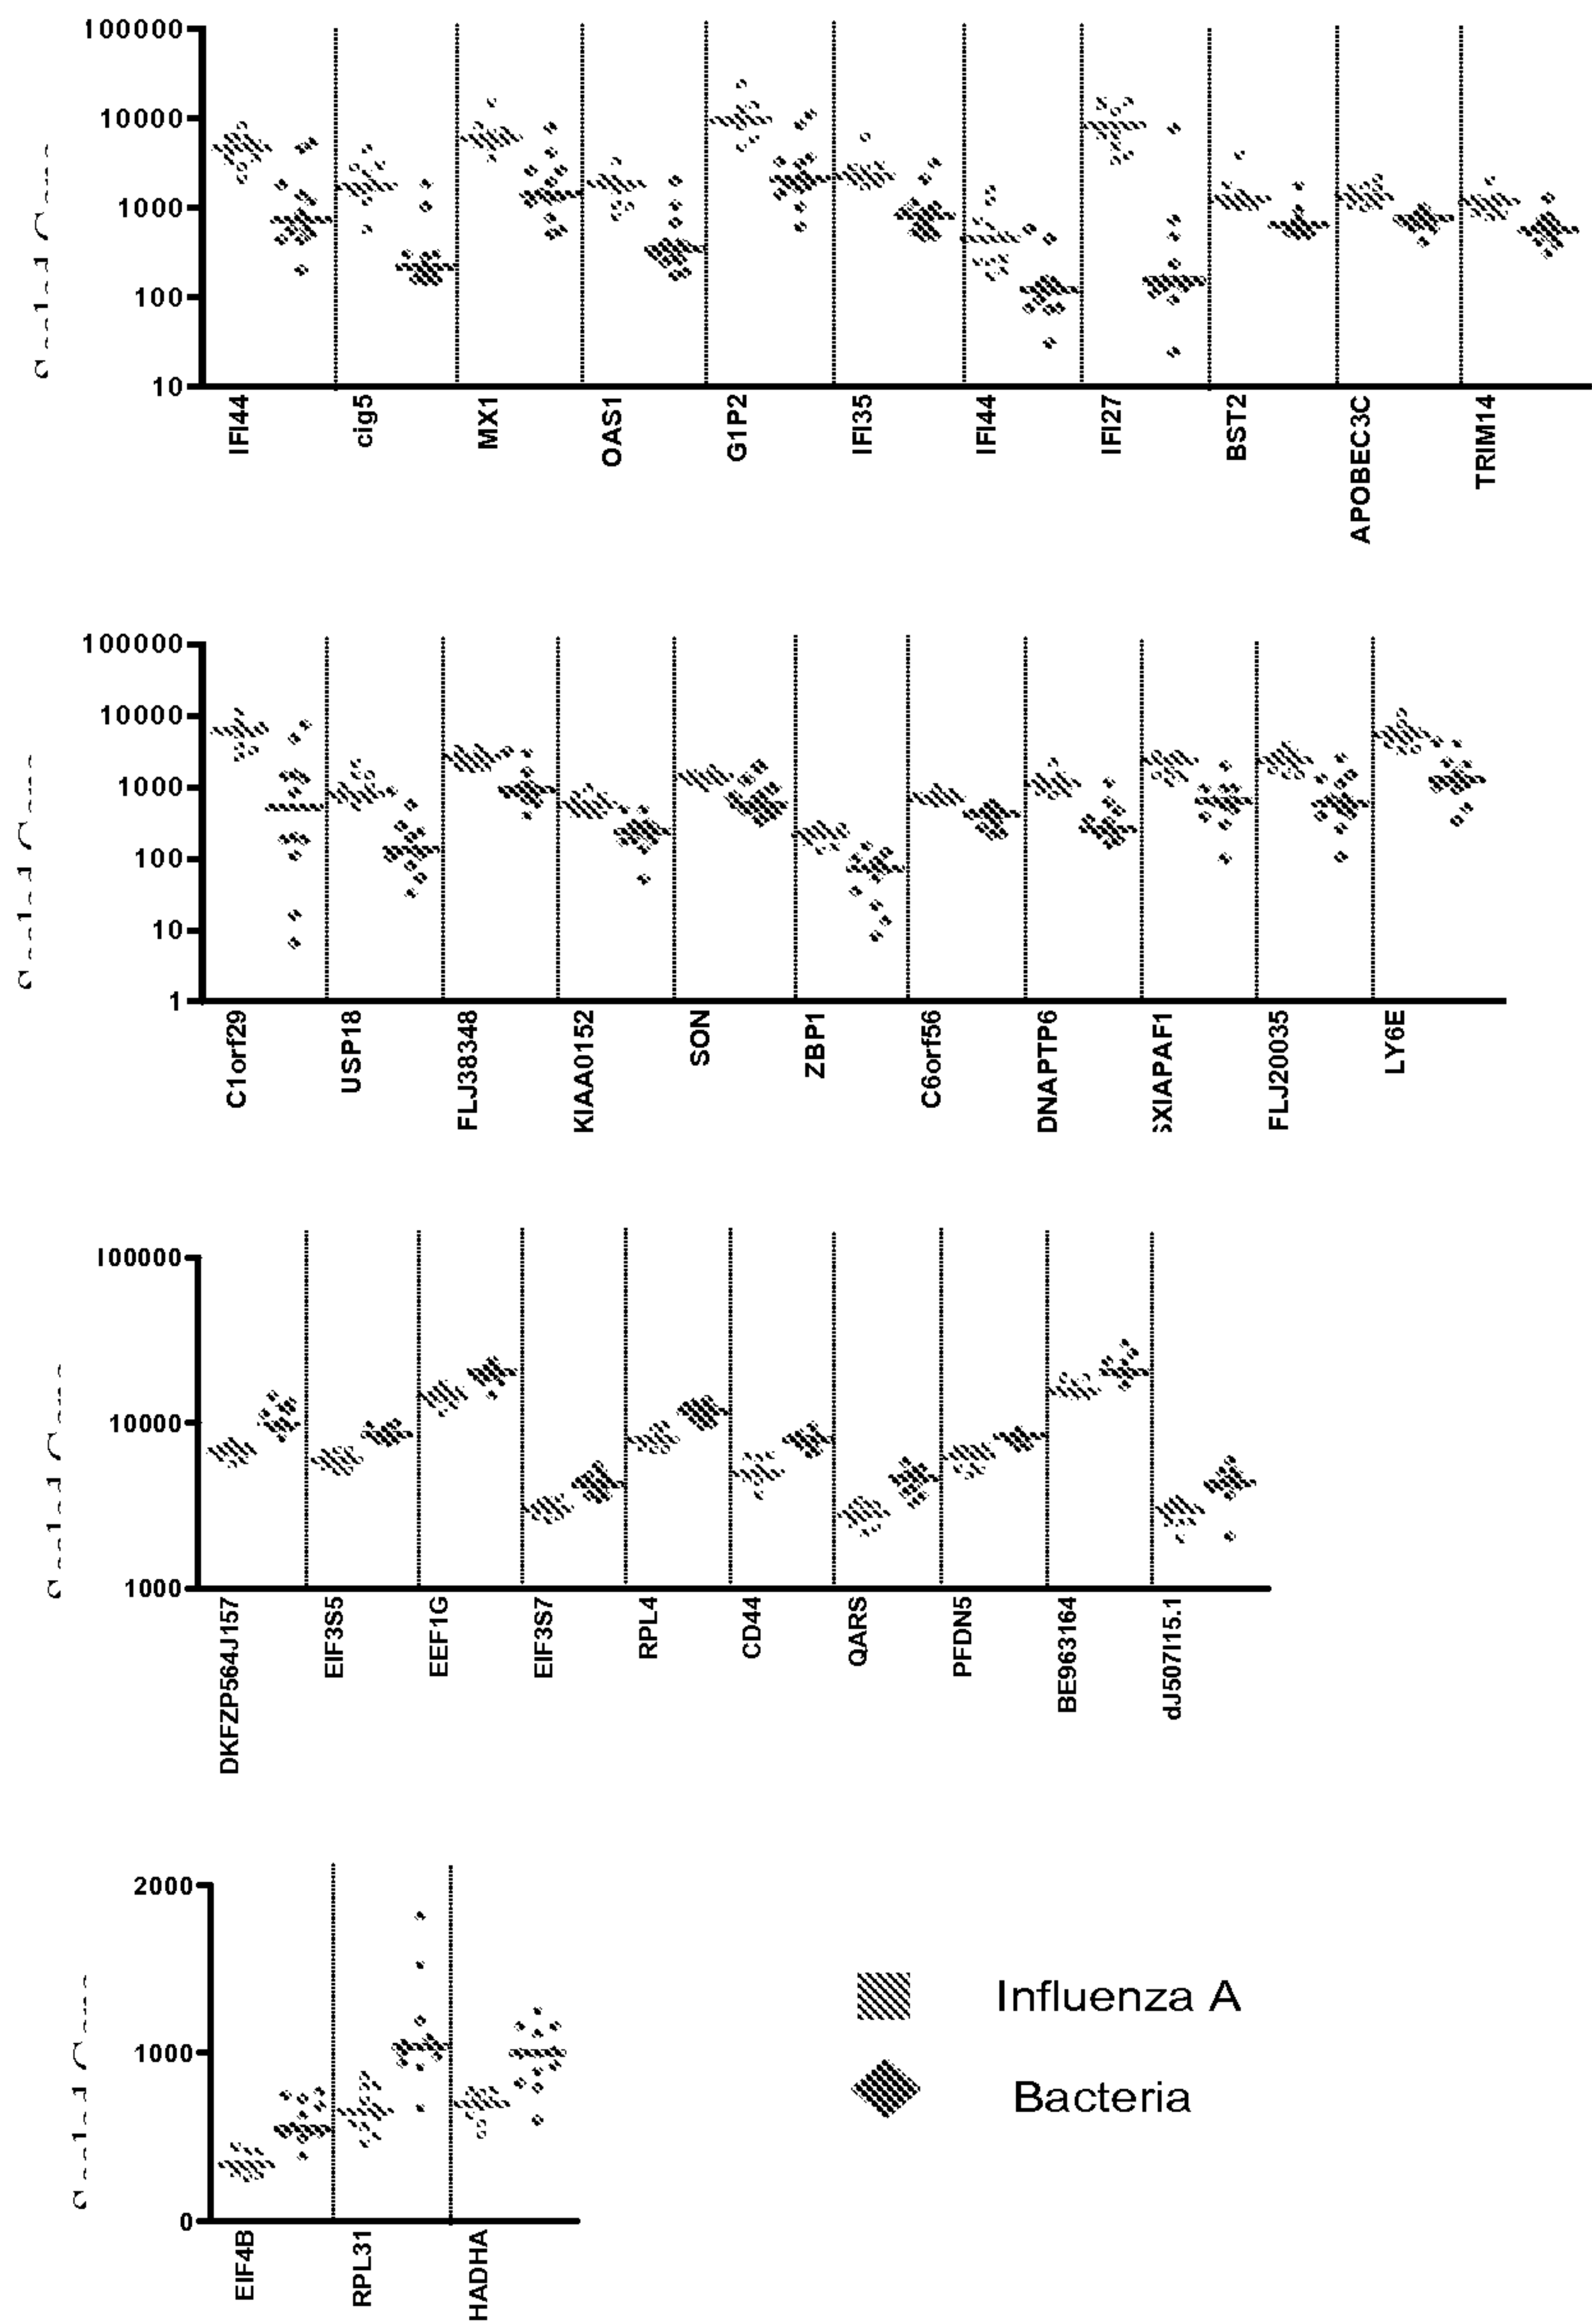 100000
10000
1000
100
10
IFI44
cig5
MX1
OAS1
G1P2
IFI35
IFI44
IFI27
BST2
APOBEC3C
TRIM14
100000
10000
1000
100
10
1
C1orf29
USP18
FLJ38348
KIAA0152
SON
ZBP1
C6orf56
DNAPTP6
XIAPAF1
FLJ20035
LY6E
100000
10000
1000
DKFZP564J157
EIF3S5
EEF1G
EIF3S7
RPL4
CD44
QARS
PFDN5
BE963164
dJ507I15.1
2000
1000
0
EIF4B
RPL31
HADHA
Influenza A
Bacteria